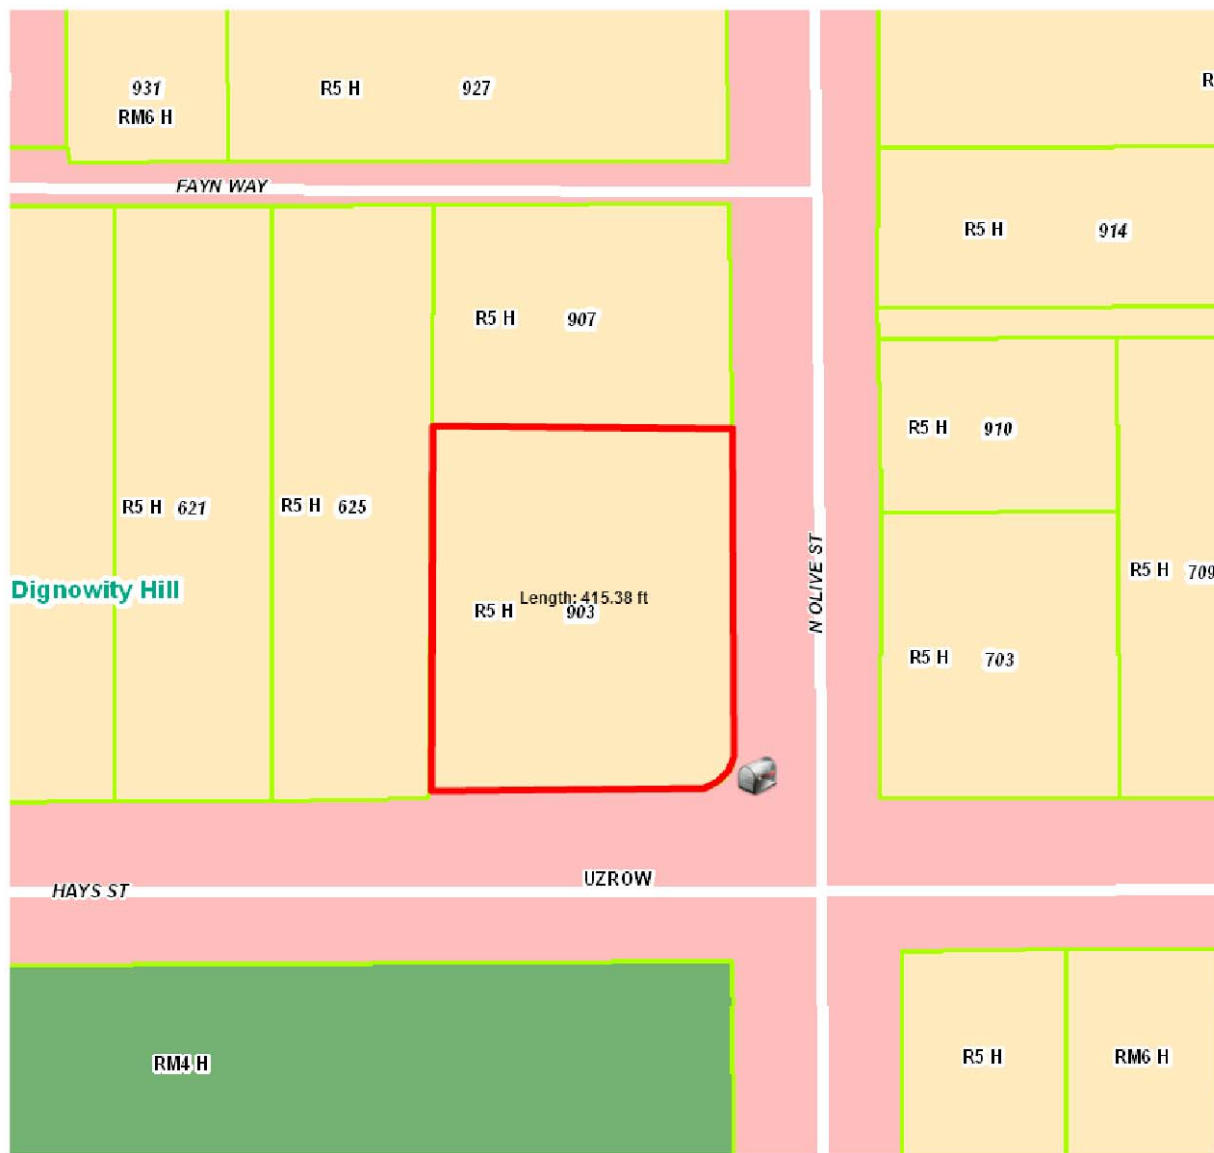 931
R5 H 927
R
RM6 H
FAYN WAY
R5 H 914
R5 H 907
R5 H 910
R5 H 621
R5 H 625
N OLIVE ST
R5 H 709
Dignowity Hill
Length: 415.38 ft
R5 H 903
R5 H 703
UZROW
HAYS ST
RM4 H
R5 H
RM6 H